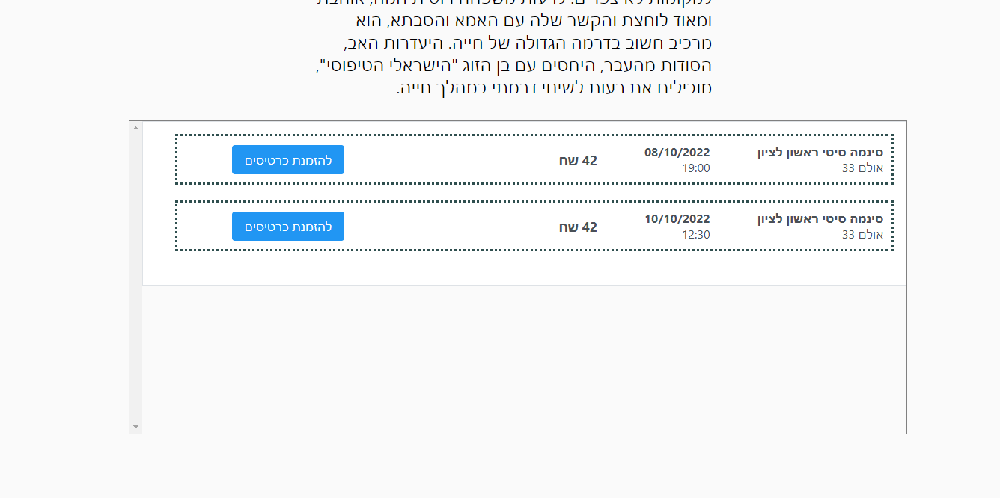 ומאוד לוחצת והקשר שלה עם האמא והסבתא, הוא
מרכיב חשוב בדרמה הגדולה של חייה. היעדרות האב,
הסודות מהעבר, היחסים עם בן הזוג "הישראלי הטיפוסי",
מובילים את רעות לשינוי דרמתי במהלך חייה.
סינמה סיטי ראשון לציון
אולם 33
08/10/2022
19:00
42 שח
להזמנת כרטיסים
סינמה סיטי ראשון לציון
אולם 33
10/10/2022
12:30
42 שח
להזמנת כרטיסים